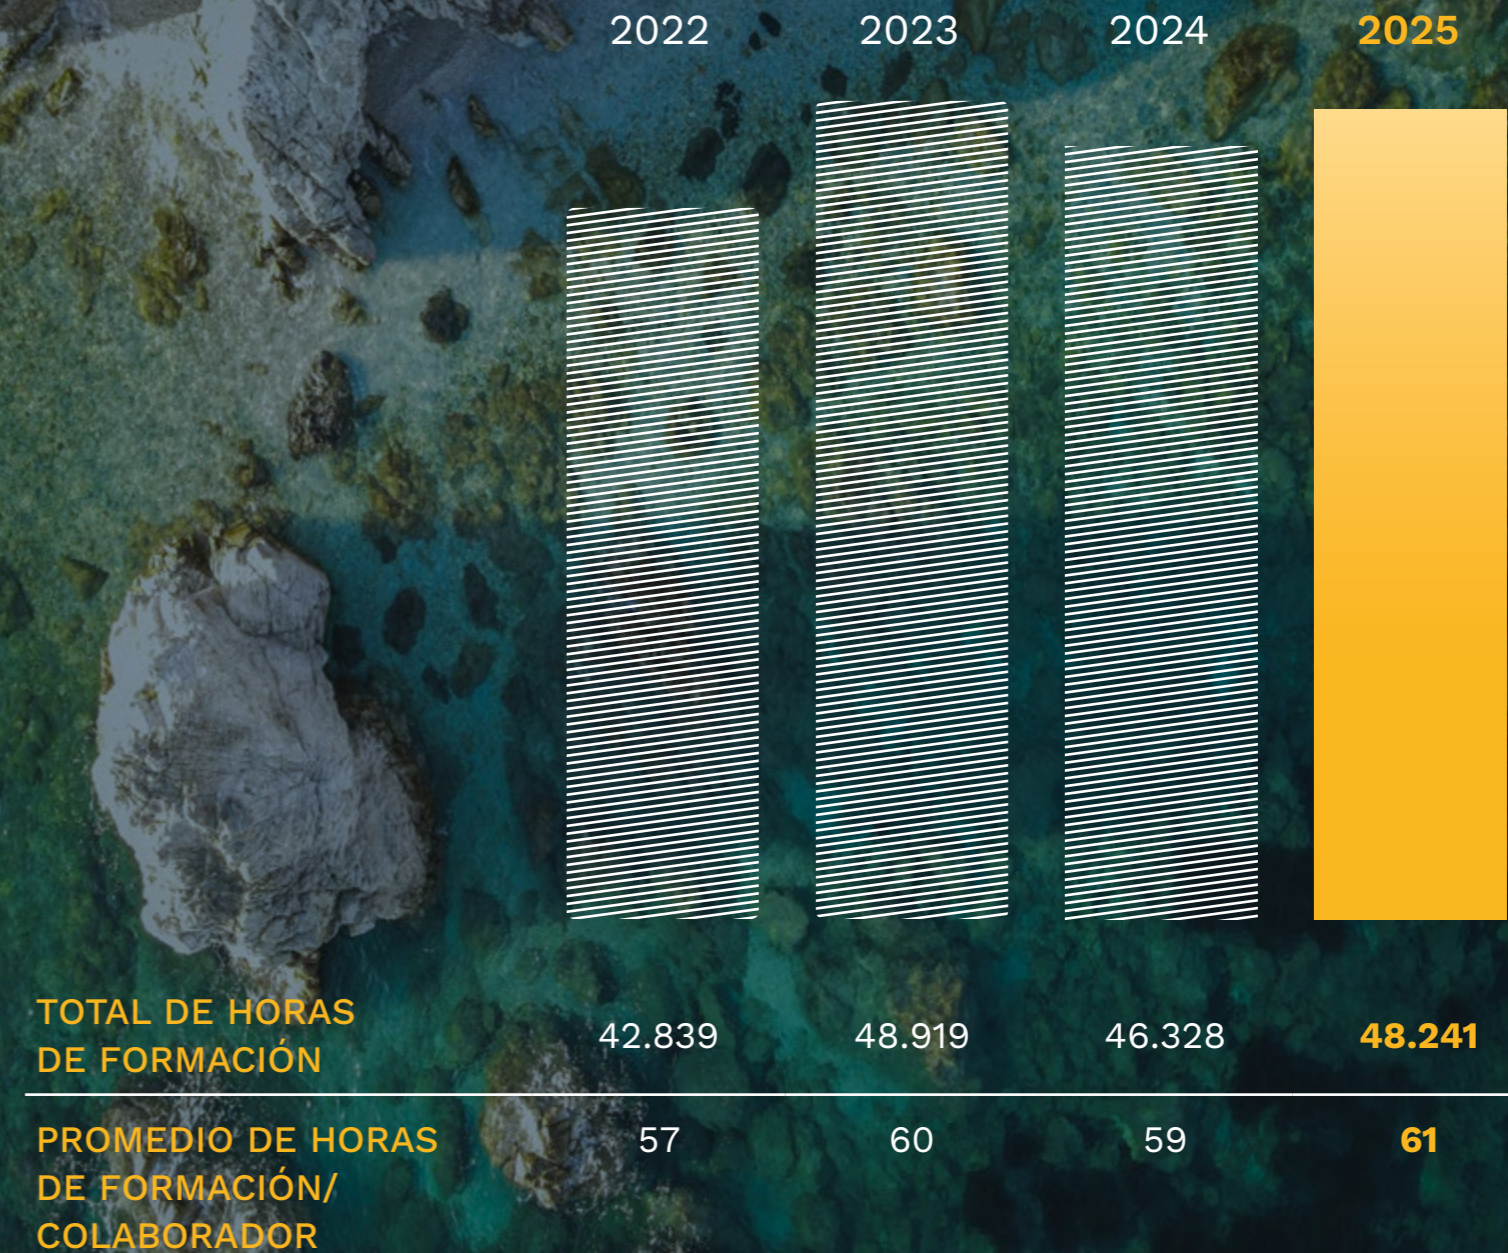 2022 2023 2024 2025
TOTAL DE HORAS
DE FORMACIÓN
42.839 48.919 46.328 48.241
PROMEDIO DE HORAS
DE FORMACIÓN/
COLABORADOR
57 60 59 61